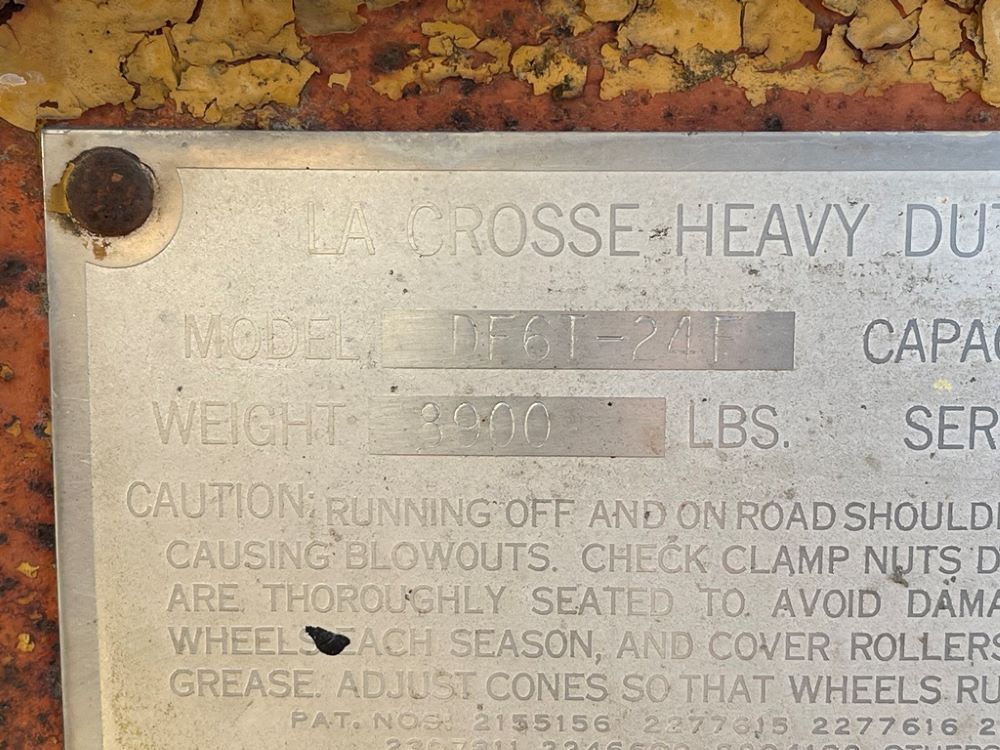 LA CROSSE HEAVY DUT
MODEL DF6T-24F CAPAC
WEIGHT 3900 LBS. SER
CAUTION: RUNNING OFF AND ON ROAD SHOULD
CAUSING BLOWOUTS. CHECK CLAMP NUTS D
ARE THOROUGHLY SEATED TO AVOID DAMA
WHEELS EACH SEASON, AND COVER ROLLERS
GREASE. ADJUST CONES SO THAT WHEELS RU
PAT. NOS. 2155156 2277615 2277616 2